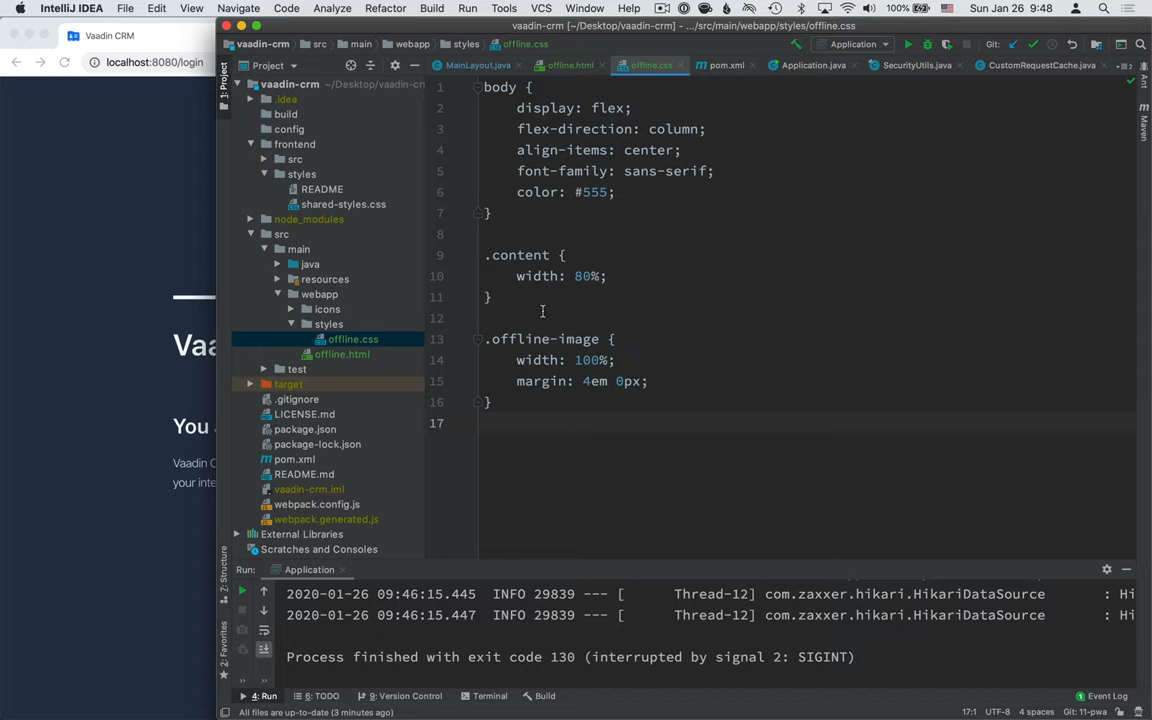 IntelliJ IDEA File Edit View Navigate Code Analyze Refactor Build Run Tools VCS Window Help 100% Sun Jan 26 9:48
vaadin-crm [~/Desktop/vaadin-crm] - .../src/main/webapp/styles/offline.css
Vaadin CRM
localhost:8080/login
vaadin-crm src main webapp styles offline.css Application Git:
Project MainLayout.java offline.html offline.css pom.xml Application.java SecurityUtils.java CustomRequestCache.java
1: Project
Ant
Maven
vaadin-crm ~/Desktop/vaadin-cr
.idea
build
config
frontend
src
styles
README
shared-styles.css
node_modules
src
main
java
resources
webapp
icons
styles
offline.css
offline.html
test
target
.gitignore
LICENSE.md
package.json
package-lock.json
pom.xml
README.md
vaadin-crm.iml
webpack.config.js
webpack.generated.js
External Libraries
Scratches and Consoles
1 body {
2 display: flex;
3 flex-direction: column;
4 align-items: center;
5 font-family: sans-serif;
6 color: #555;
7 }
8
9 .content {
10 width: 80%;
11 }
12
13 .offline-image {
14 width: 100%;
15 margin: 4em 0px;
16 }
17
Vaa
You
Vaadin C
your inte
7: Structure
2: Favorites
Run: Application
2020-01-26 09:46:15.445 INFO 29839 --- [ Thread-12] com.zaxxer.hikari.HikariDataSource : Hi
2020-01-26 09:46:15.447 INFO 29839 --- [ Thread-12] com.zaxxer.hikari.HikariDataSource : Hi
Process finished with exit code 130 (interrupted by signal 2: SIGINT)
4: Run 6: TODO 9: Version Control Terminal Build 1 Event Log
All files are up-to-date (3 minutes ago) 17:1 UTF-8 4 spaces Git: 11-pwa